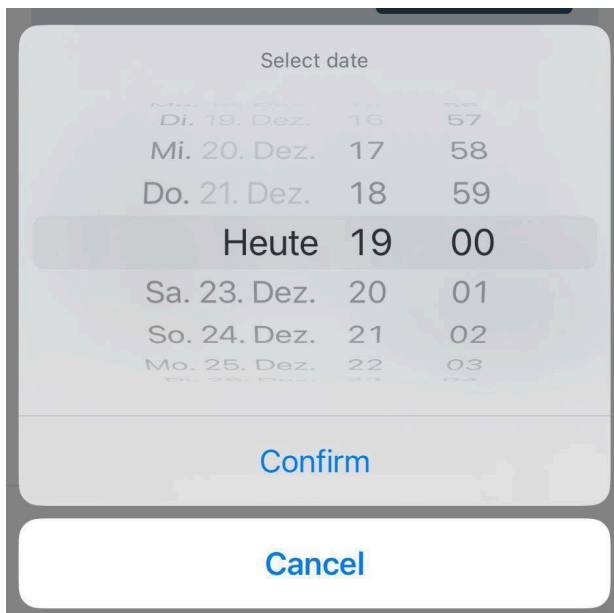 Select date
Di. 19. Dez. 16 57
Mi. 20. Dez. 17 58
Do. 21. Dez. 18 59
Heute 19 00
Sa. 23. Dez. 20 01
So. 24. Dez. 21 02
Mo. 25. Dez. 22 03
Confirm
Cancel